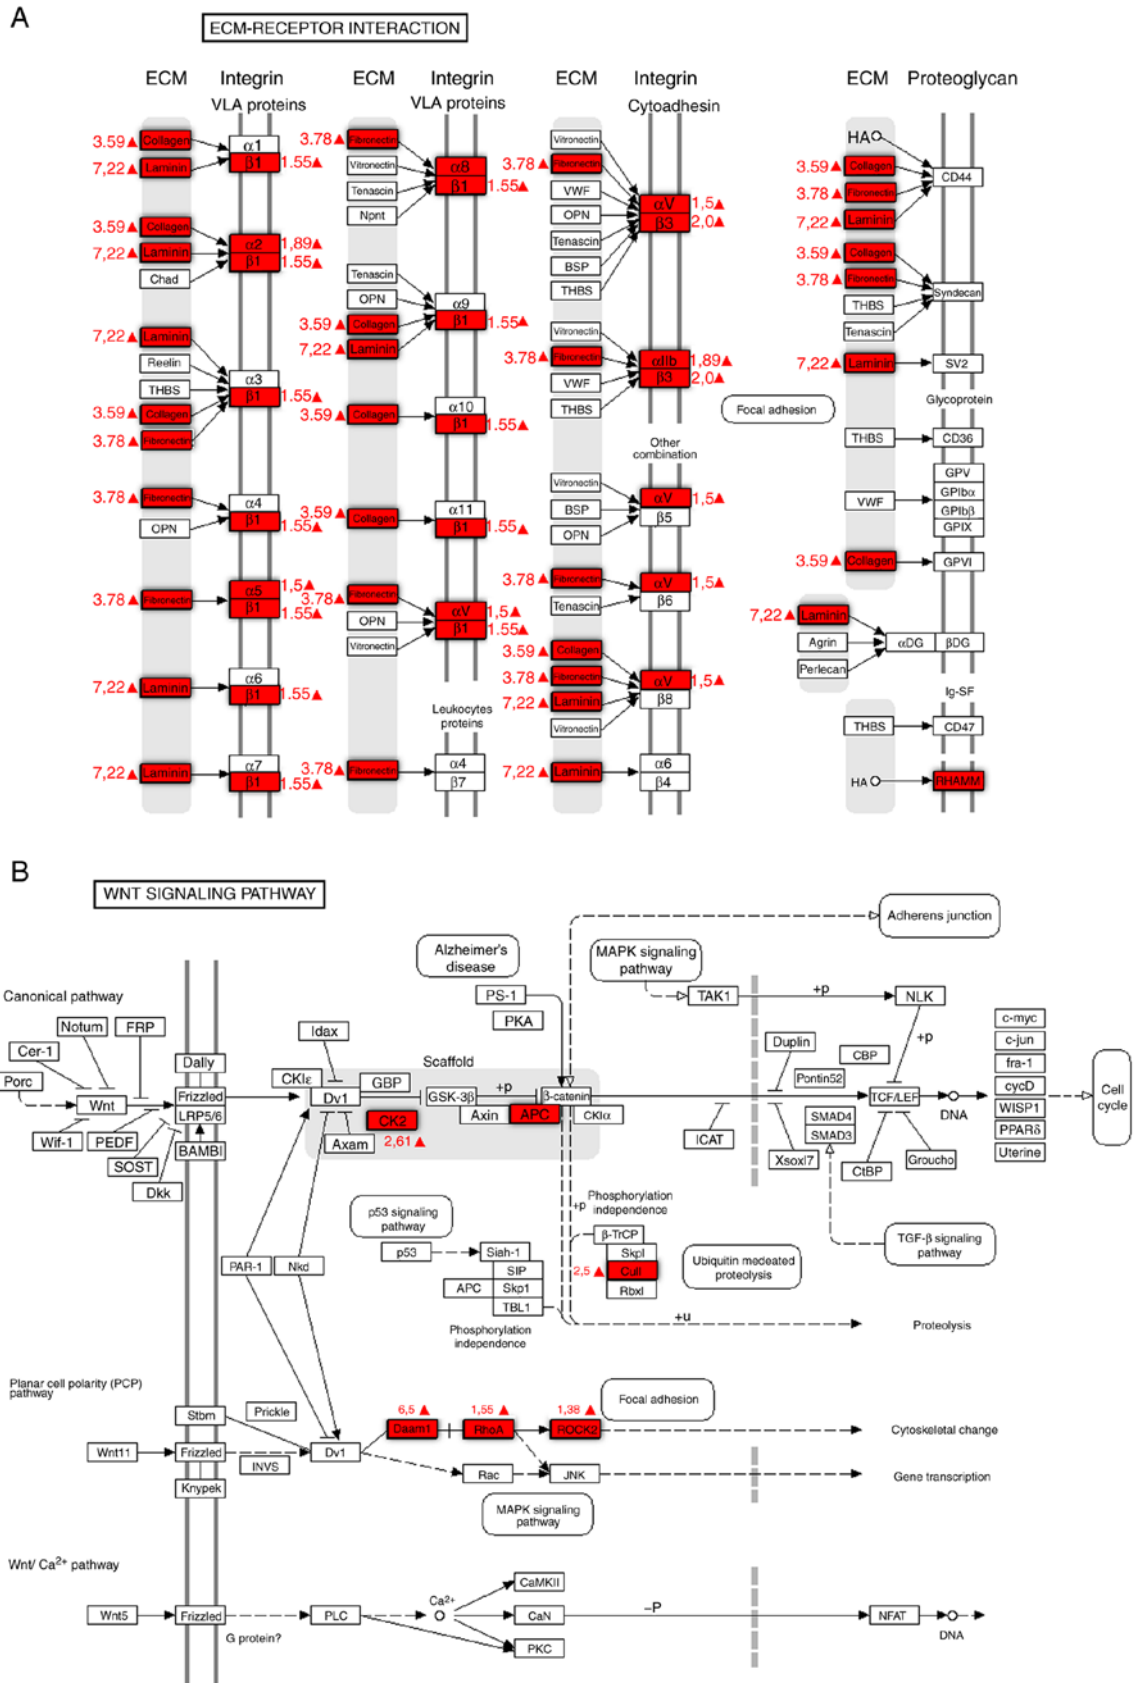 A
ECM-RECEPTOR INTERACTION
ECM Integrin ECM Integrin ECM Integrin ECM Proteoglycan
VLA proteins VLA proteins Cytoadhesin
3.59▲ Collagen α1
7,22▲ Laminin β1 1.55▲
3.59▲ Collagen α2 1,89▲
7,22▲ Laminin β1 1.55▲
Chad
7,22▲ Laminin
Reelin α3
THBS β1 1.55▲
3.59▲ Collagen
3.78▲ Fibronectin
3.78▲ Fibronectin α4
OPN β1 1.55▲
3.78▲ Fibronectin α5 1,5▲
β1 1.55▲
7,22▲ Laminin α6
β1 1.55▲
7,22▲ Laminin α7
β1 1.55▲
3.78▲ Fibronectin
Vitronectin α8
Tenascin β1 1.55▲
Npnt
Tenascin
OPN α9
3.59▲ Collagen β1 1.55▲
7,22▲ Laminin
3.59▲ Collagen α10
β1 1.55▲
3.59▲ Collagen α11
β1 1.55▲
3.78▲ Fibronectin αV 1,5▲
OPN β1 1.55▲
Vitronectin
Leukocytes
proteins
3.78▲ Fibronectin α4
β7
Vitronectin
3.78▲ Fibronectin
VWF αV 1,5▲
OPN β3 2,0▲
Tenascin
BSP
THBS
Vitronectin
3.78▲ Fibronectin αIIb 1,89▲
VWF β3 2,0▲
THBS
Other
combination
Vitronectin αV 1,5▲
BSP β5
OPN
3.78▲ Fibronectin αV 1,5▲
Tenascin β6
3.59▲ Collagen
3.78▲ Fibronectin αV 1,5▲
7,22▲ Laminin β8
Vitronectin
7,22▲ Laminin α6
β4
HA
3.59▲ Collagen CD44
3.78▲ Fibronectin
7,22▲ Laminin
3.59▲ Collagen
3.78▲ Fibronectin Syndecan
THBS
Tenascin
7,22▲ Laminin SV2
Glycoprotein
Focal adhesion
THBS CD36
GPV
VWF GPIbα
GPIbβ
GPIX
3.59▲ Collagen GPVI
7,22▲ Laminin
Agrin αDG βDG
Perlecan
Ig-SF
THBS CD47
HA RHAMM
B
WNT SIGNALING PATHWAY
Adherens junction
Alzheimer's
disease
MAPK signaling
pathway
Canonical pathway
PS-1 TAK1 +p NLK
PKA
Notum FRP Idax
Cer-1 Dally Scaffold Duplin CBP +p
Porc CKIε GBP Pontin52
Wnt Frizzled Dv1 GSK-3β +p β-catenin TCF/LEF DNA
LRP5/6 CK2 Axin APC CKIα SMAD4
Wif-1 PEDF BAMBI Axam 2,61▲ ICAT SMAD3
SOST Xsoxl7 CtBP Groucho
Dkk
c-myc
c-jun
fra-1
cycD
WISP1
PPARδ
Uterine
Cell
cycle
p53 signaling
pathway
+p
Phosphorylation
independence
TGF-β signaling
pathway
PAR-1 Nkd p53 Siah-1
SIP
APC Skp1
TBL1
Phosphorylation
independence
β-TrCP
Skpl
2,5▲ Cull
Rbxl
Ubiquitin medeated
proteolysis
+u Proteolysis
Planar cell polarity (PCP)
pathway
Focal adhesion
6,5▲ 1,55▲ 1,38▲
Stbm Prickle Daam1 RhoA ROCK2 Cytoskeletal change
Wnt11 Frizzled INVS Dv1
Rac JNK Gene transcription
Knypek
MAPK signaling
pathway
Wnt/ Ca2+ pathway
CaMKII
Ca2+
Wnt5 Frizzled PLC CaN –P NFAT DNA
G protein?
PKC